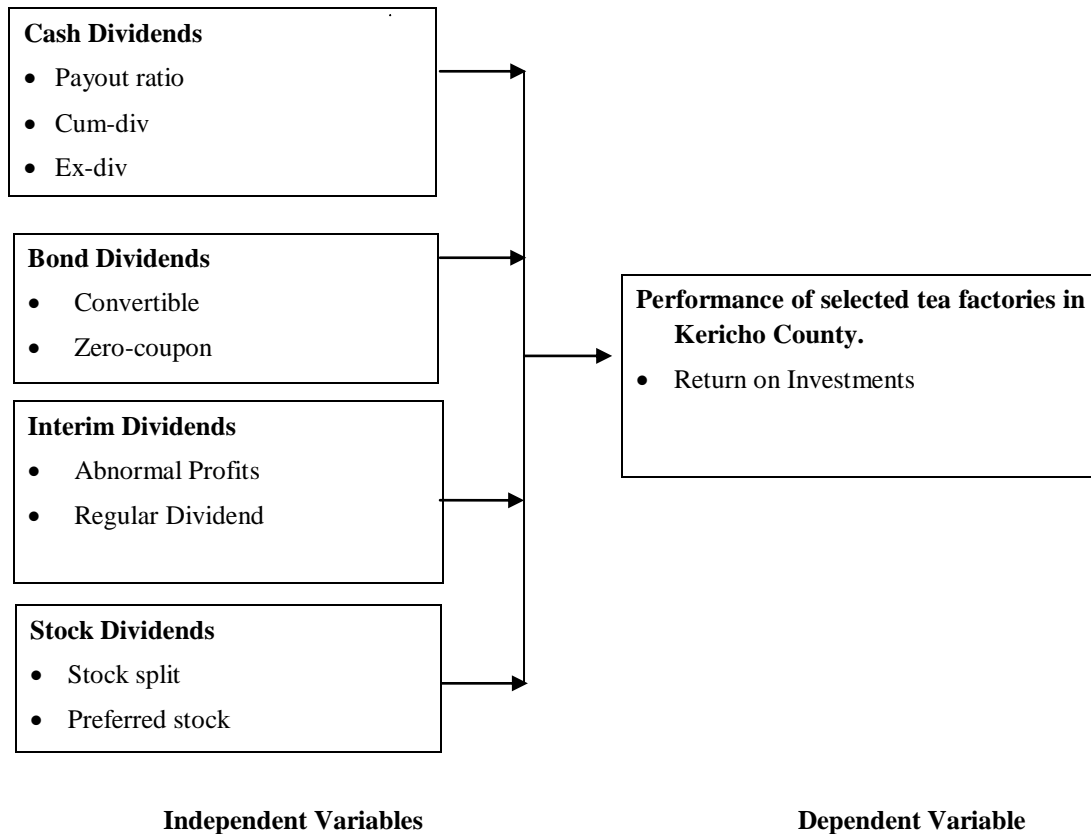 Cash Dividends
• Payout ratio
• Cum-div
• Ex-div
Bond Dividends
• Convertible
• Zero-coupon
Interim Dividends
• Abnormal Profits
• Regular Dividend
Stock Dividends
• Stock split
• Preferred stock
Performance of selected tea factories in
Kericho County.
• Return on Investments
Independent Variables
Dependent Variable